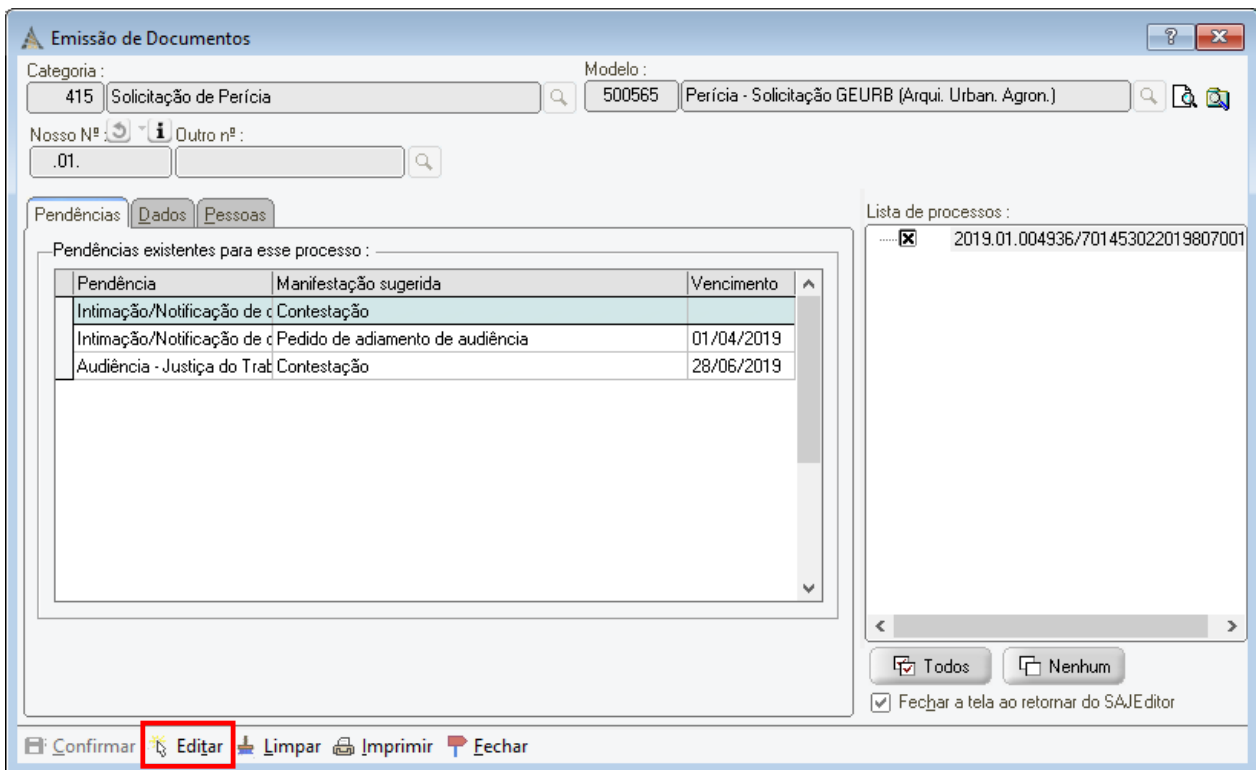 Emissão de Documentos
Categoria : Modelo :
415 Solicitação de Perícia 500565 Perícia - Solicitação GEURB (Arqui. Urban. Agron.)
Nosso Nº : Outro nº :
.01.
Pendências Dados Pessoas Lista de processos :
2019.01.004936/701453022019807001
Pendências existentes para esse processo :
Pendência Manifestação sugerida Vencimento
Intimação/Notificação de c Contestação
Intimação/Notificação de c Pedido de adiamento de audiência 01/04/2019
Audiência - Justiça do Trab Contestação 28/06/2019
Todos Nenhum
Fechar a tela ao retornar do SAJEditor
Confirmar Editar Limpar Imprimir Fechar